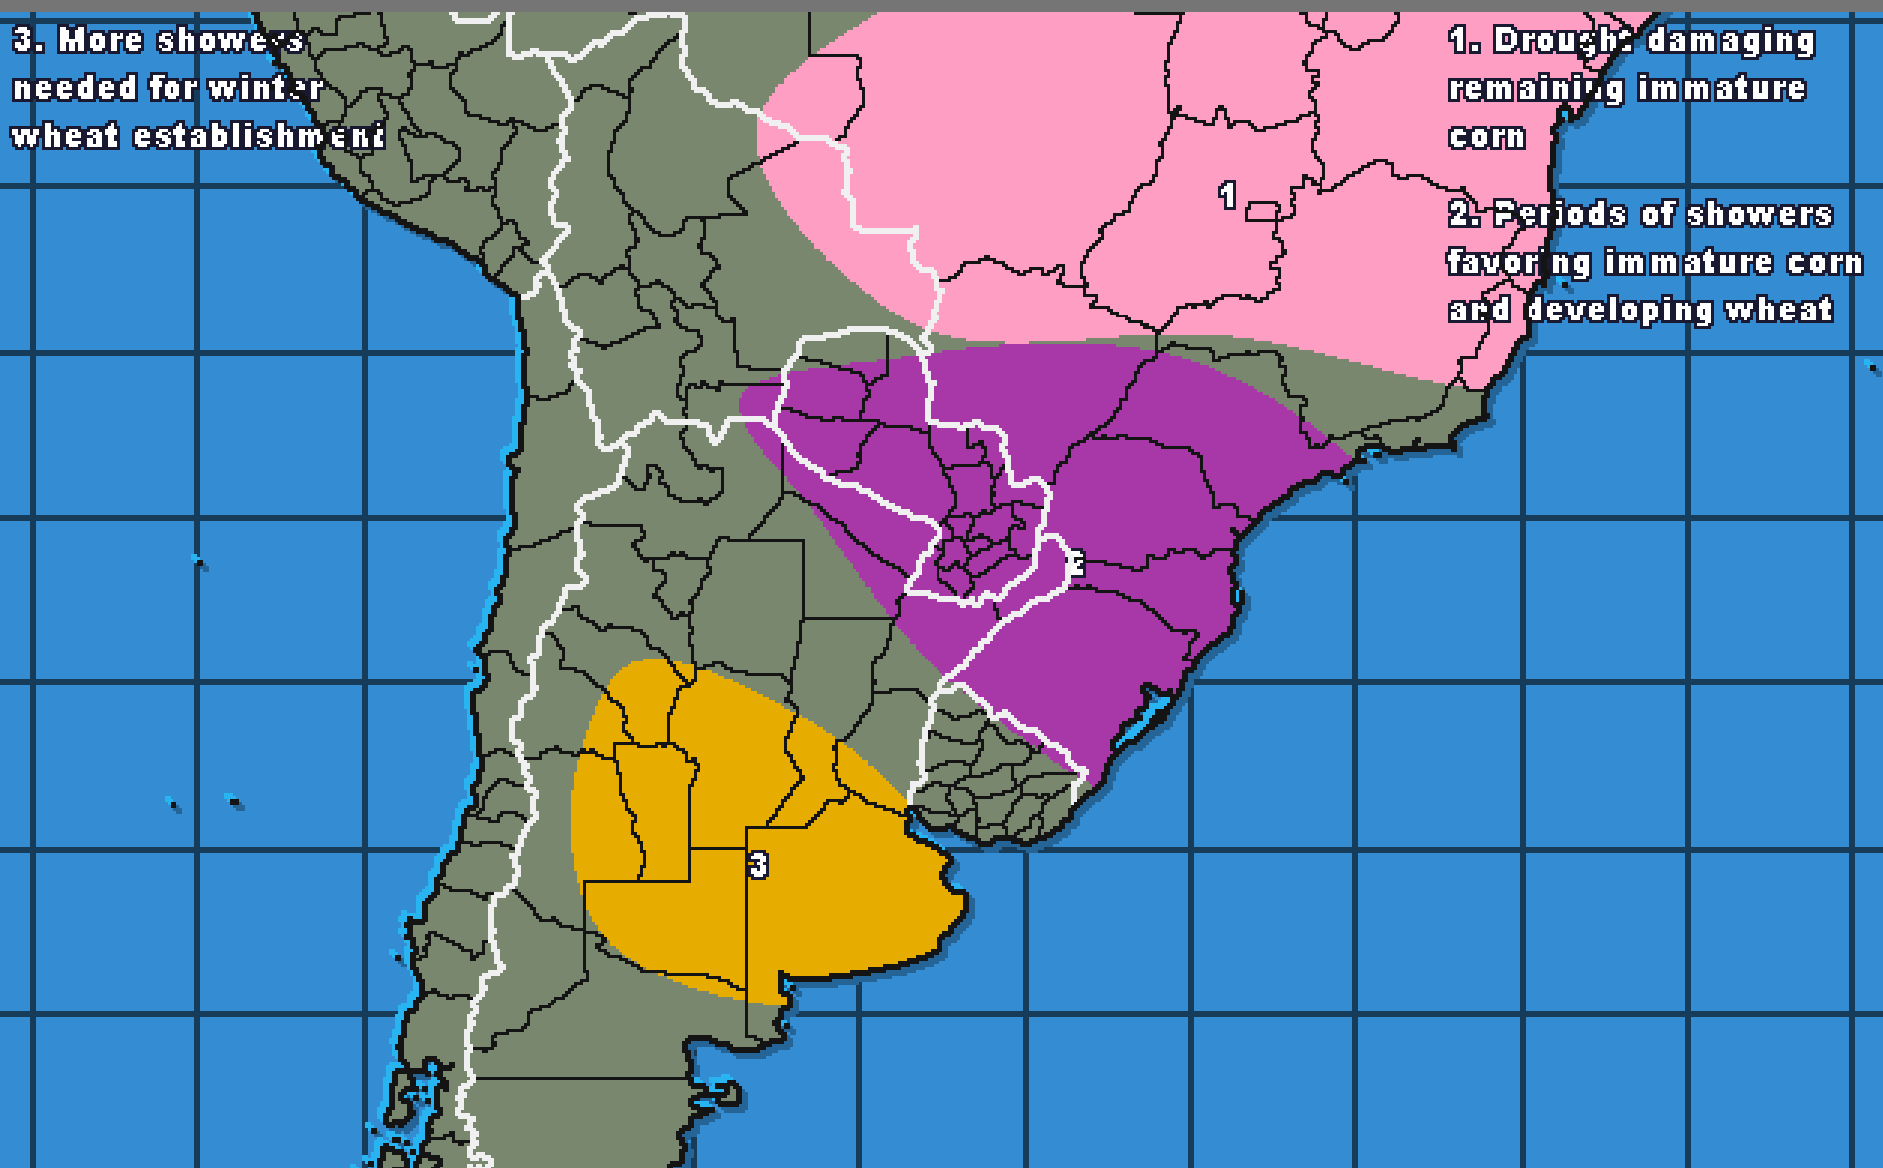 3. More showers
needed for winter
wheat establishment
1. Drought damaging
remaining immature
corn
2. Periods of showers
favoring immature corn
and developing wheat
1
2
3